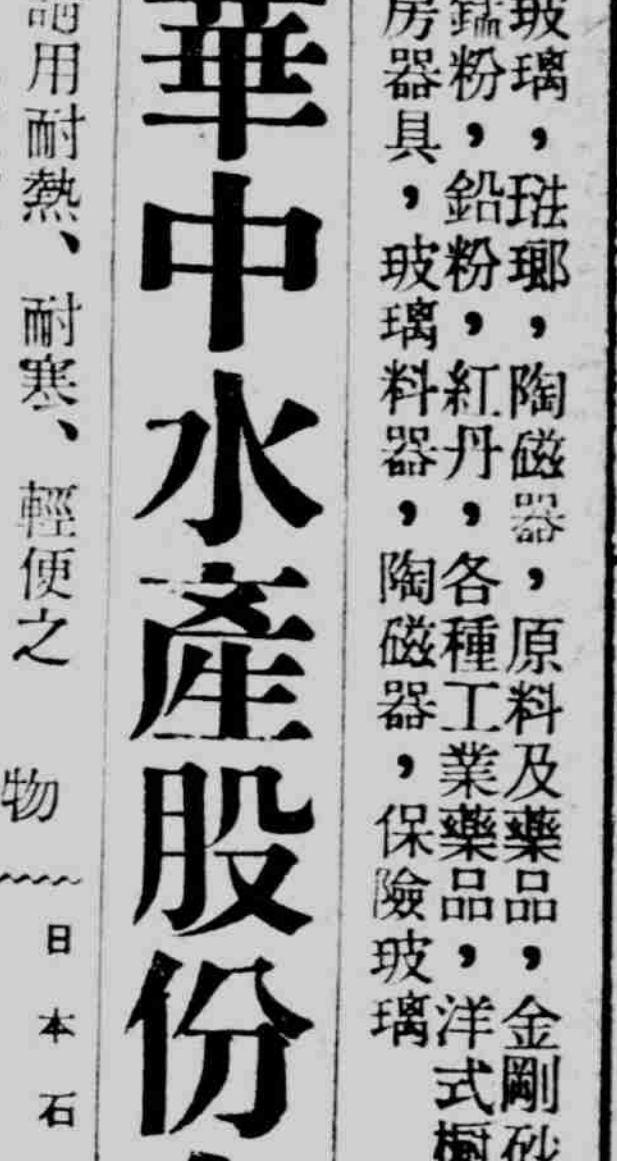 玻璃，琺瑯，陶磁器，原料及藥品，金剛砂
錳粉，鉛粉，紅丹，各種工業藥品，洋式櫥
房器具，玻璃料器，陶磁器，保險玻璃
華中水產股份
用耐熱、耐寒、輕便之
物
日本石